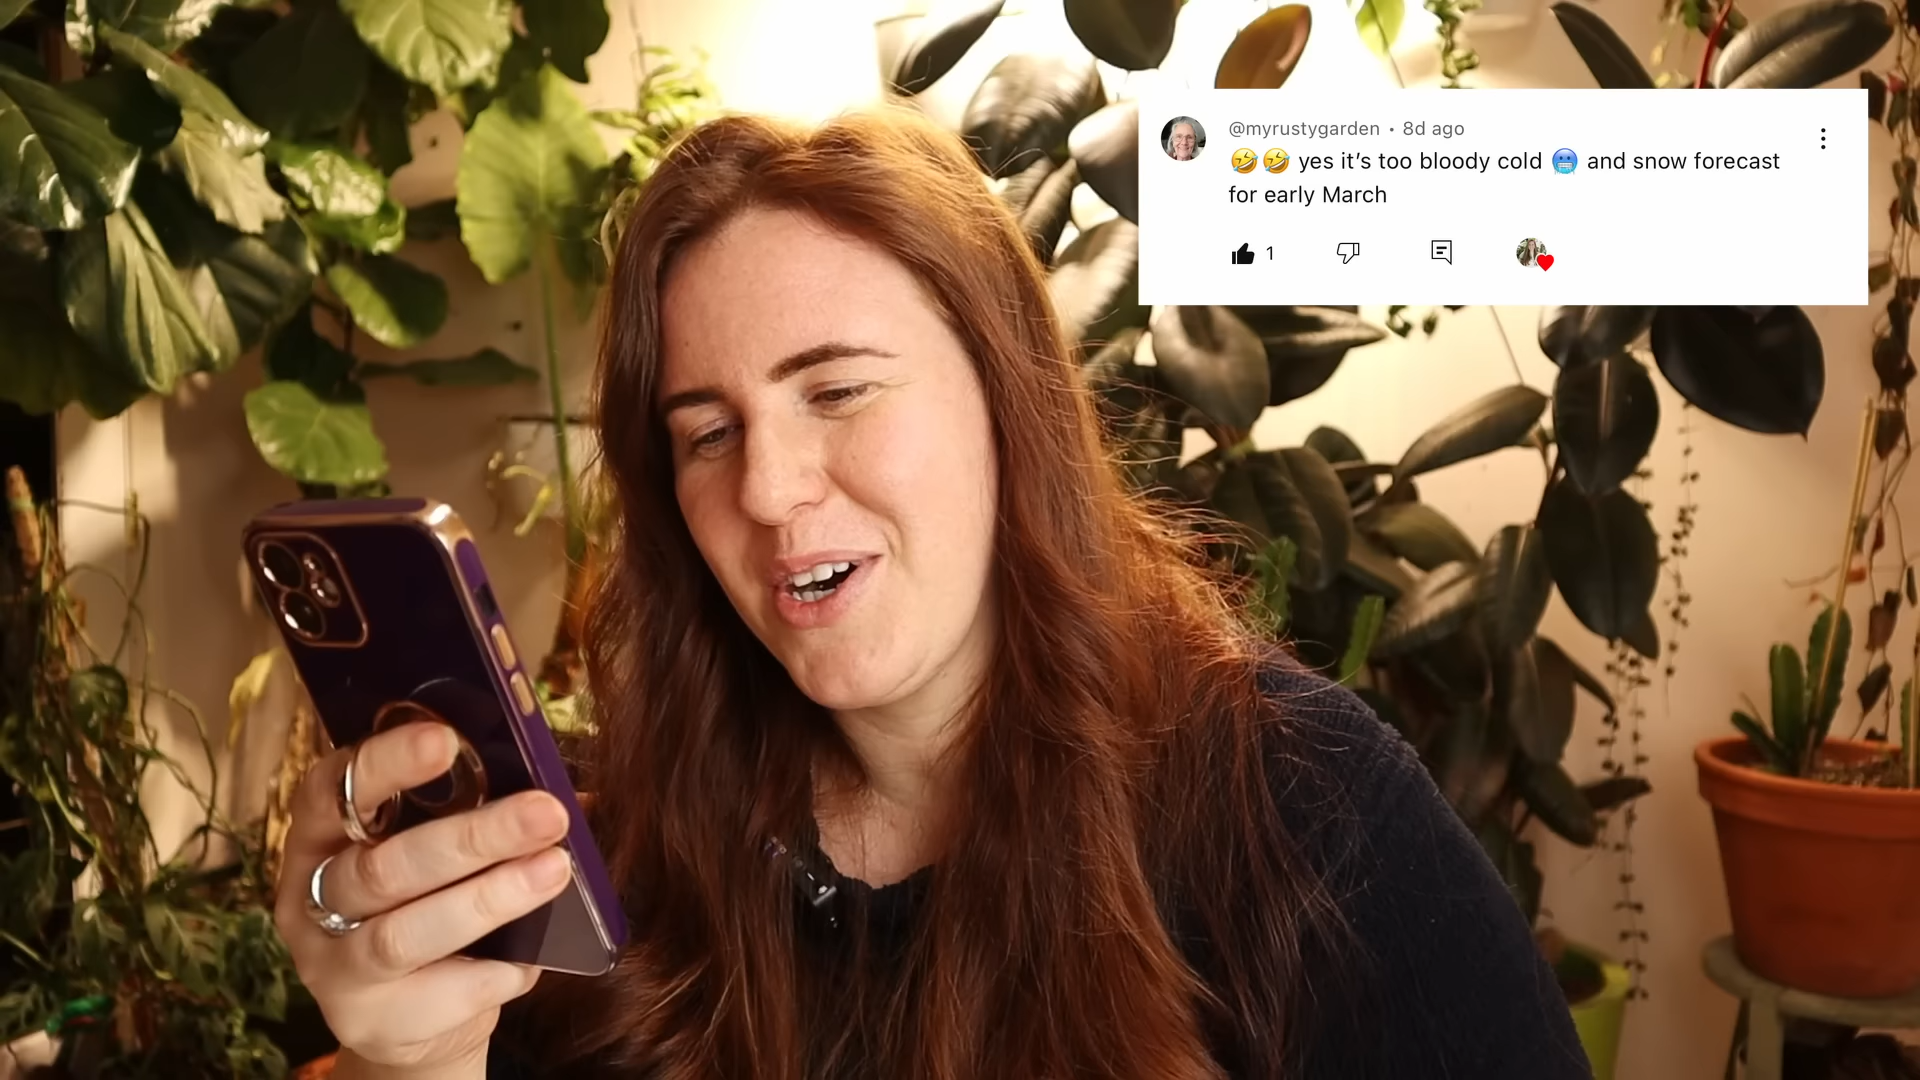 @myrustygarden • 8d ago
🤣🤣 yes it's too bloody cold 🥶 and snow forecast
for early March
1